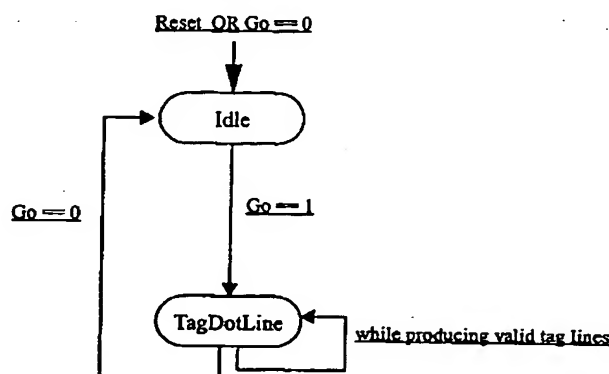 Reset OR Go == 0
Idle
Go == 0
Go == 1
TagDotLine
while producing valid tag lines